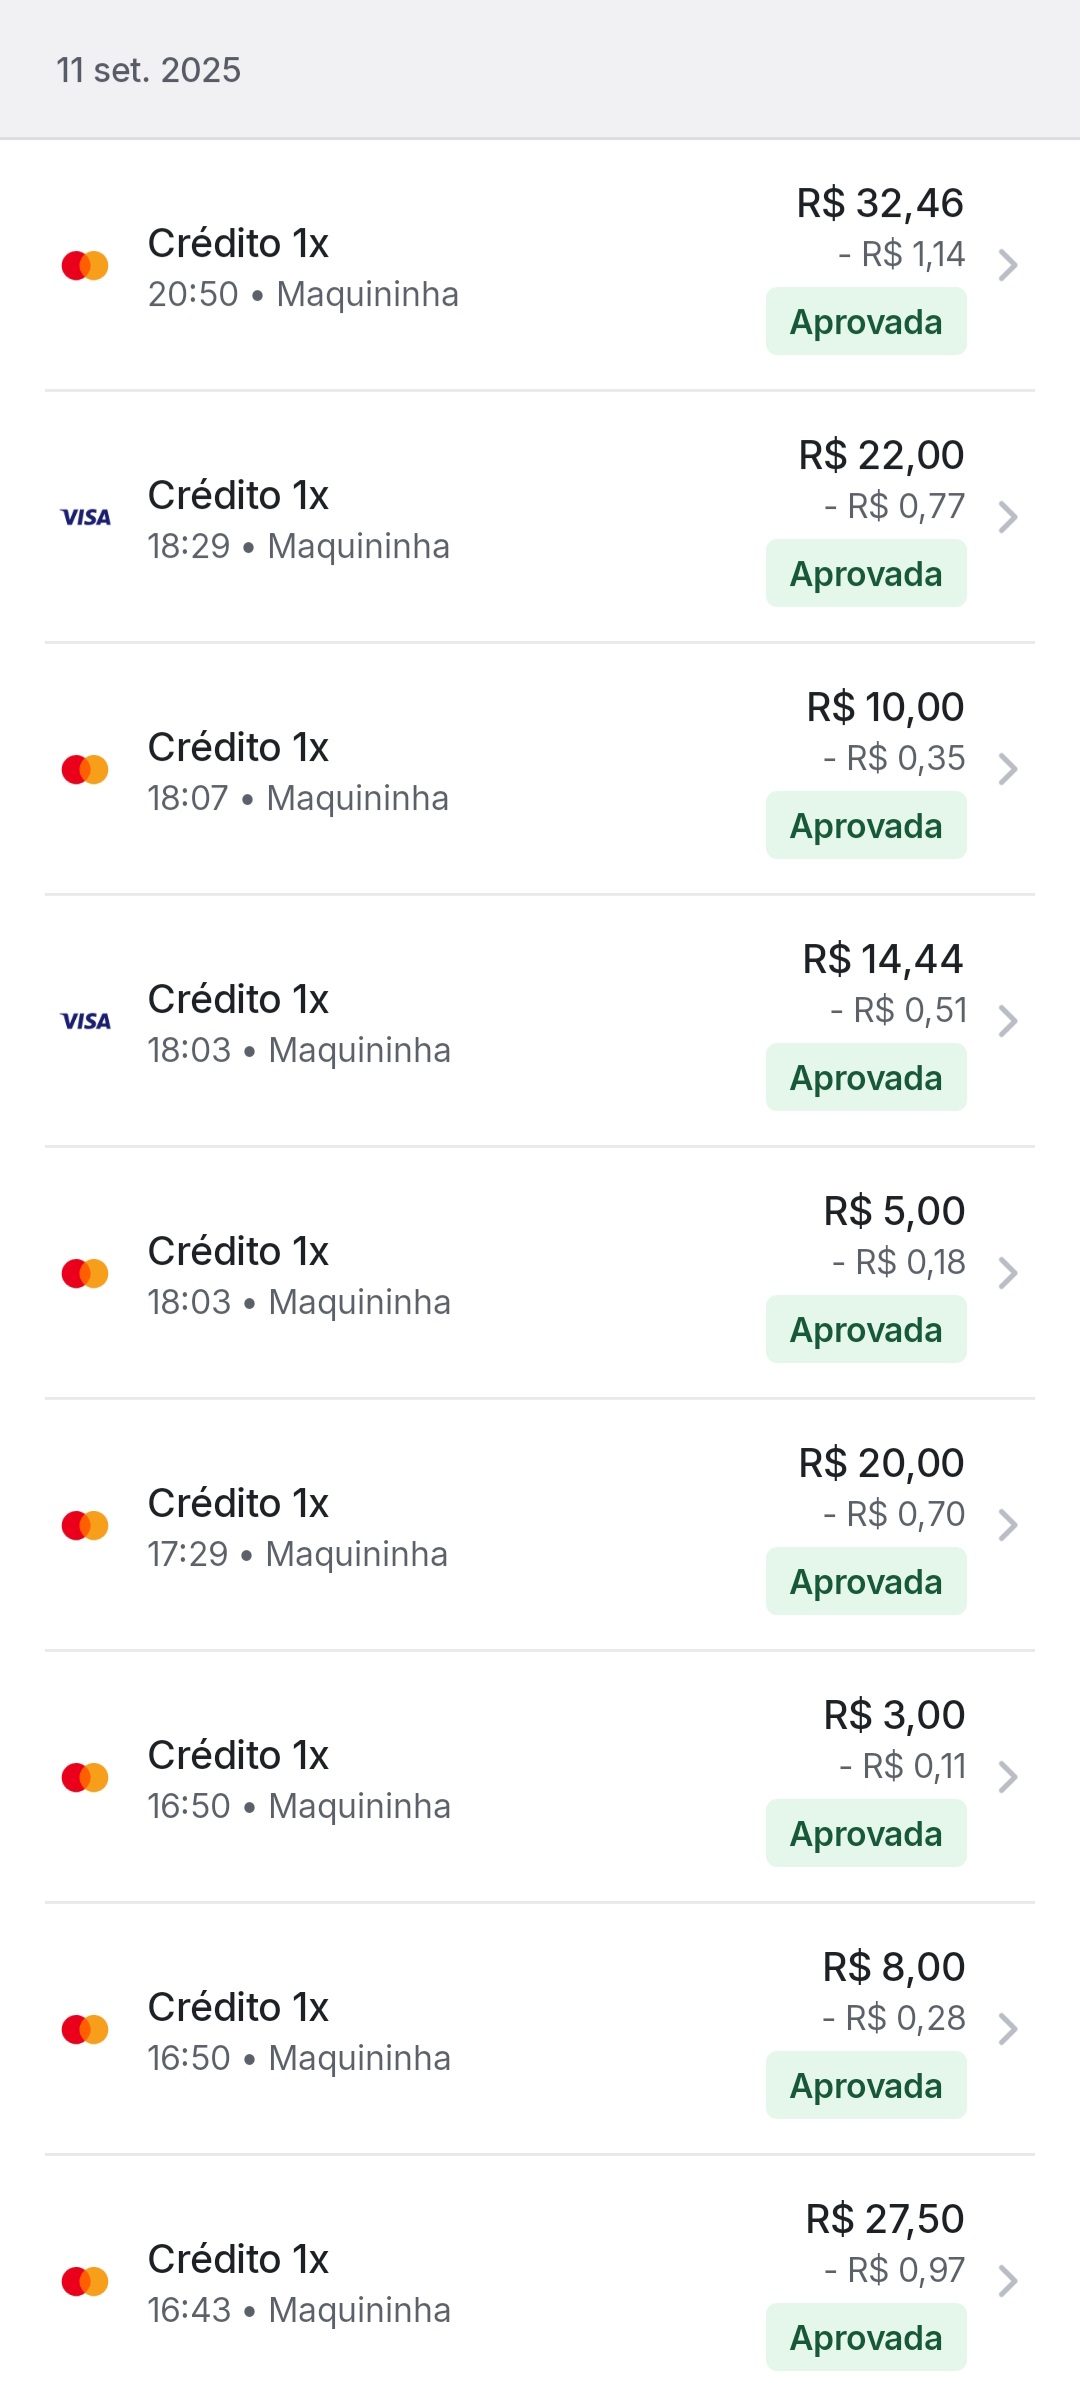 11 set. 2025
R$ 32,46
Crédito 1x
- R$ 1,14
20:50 • Maquininha
Aprovada
R$ 22,00
VISA
Crédito 1x
- R$ 0,77
18:29 • Maquininha
Aprovada
R$ 10,00
Crédito 1x
- R$ 0,35
18:07 • Maquininha
Aprovada
R$ 14,44
VISA
Crédito 1x
- R$ 0,51
18:03 • Maquininha
Aprovada
R$ 5,00
Crédito 1x
- R$ 0,18
18:03 • Maquininha
Aprovada
R$ 20,00
Crédito 1x
- R$ 0,70
17:29 • Maquininha
Aprovada
R$ 3,00
Crédito 1x
- R$ 0,11
16:50 • Maquininha
Aprovada
R$ 8,00
Crédito 1x
- R$ 0,28
16:50 • Maquininha
Aprovada
R$ 27,50
Crédito 1x
- R$ 0,97
16:43 • Maquininha
Aprovada